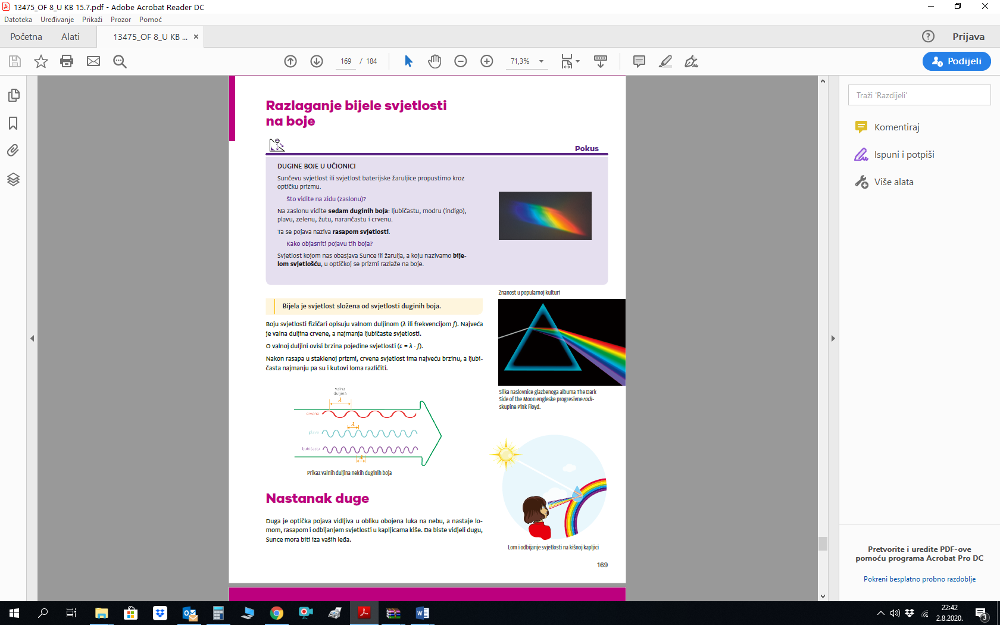 13475_OF 8_U KB 15.7.pdf - Adobe Acrobat Reader DC
Datoteka Uređivanje Prikaži Prozor Pomoć
Početna Alati 13475_OF 8_U KB ... × Prijava
169 / 184 71,3% Podijeli
Razlaganje bijele svjetlosti
na boje
Pokus
DUGINE BOJE U UČIONICI
Sunčevu svjetlost ili svjetlost baterijske žaruljice propustimo kroz
optičku prizmu.
Što vidite na zidu (zaslonu)?
Na zaslonu vidite sedam duginih boja: ljubičastu, modru (indigo),
plavu, zelenu, žutu, narančastu i crvenu.
Ta se pojava naziva rasapom svjetlosti.
Kako objasniti pojavu tih boja?
Svjetlost kojom nas obasjava Sunce ili žarulja, a koju nazivamo bije-
lom svjetlošću, u optičkoj se prizmi razlaže na boje.
Bijela je svjetlost složena od svjetlosti duginih boja.
Boju svjetlosti fizičari opisuju valnom duljinom (λ ili frekvencijom f). Najveća
je valna duljina crvene, a najmanja ljubičaste svjetlosti.
O valnoj duljini ovisi brzina pojedine svjetlosti (c = λ · f).
Nakon rasapa u staklenoj prizmi, crvena svjetlost ima najveću brzinu, a ljubi-
časta najmanju pa su i kutovi loma različiti.
Znanost u popularnoj kulturi
Slika naslovnice glazbenoga albuma The Dark
Side of the Moon engleske progresivne rock-
skupine Pink Floyd.
valna
duljina
λ
crvena
λ
plava
ljubičasta
λ
Prikaz valnih duljina nekih duginih boja
Nastanak duge
Duga je optička pojava vidljiva u obliku obojena luka na nebu, a nastaje lo-
mom, rasapom i odbijanjem svjetlosti u kapljicama kiše. Da biste vidjeli dugu,
Sunce mora biti iza vaših leđa.
Lom i odbijanje svjetlosti na kišnoj kapljici
169
Traži 'Razdijeli'
Komentiraj
Ispuni i potpiši
Više alata
Pretvorite i uredite PDF-ove
pomoću programa Acrobat Pro DC
Pokreni besplatno probno razdoblje
22:42
2.8.2020.
3